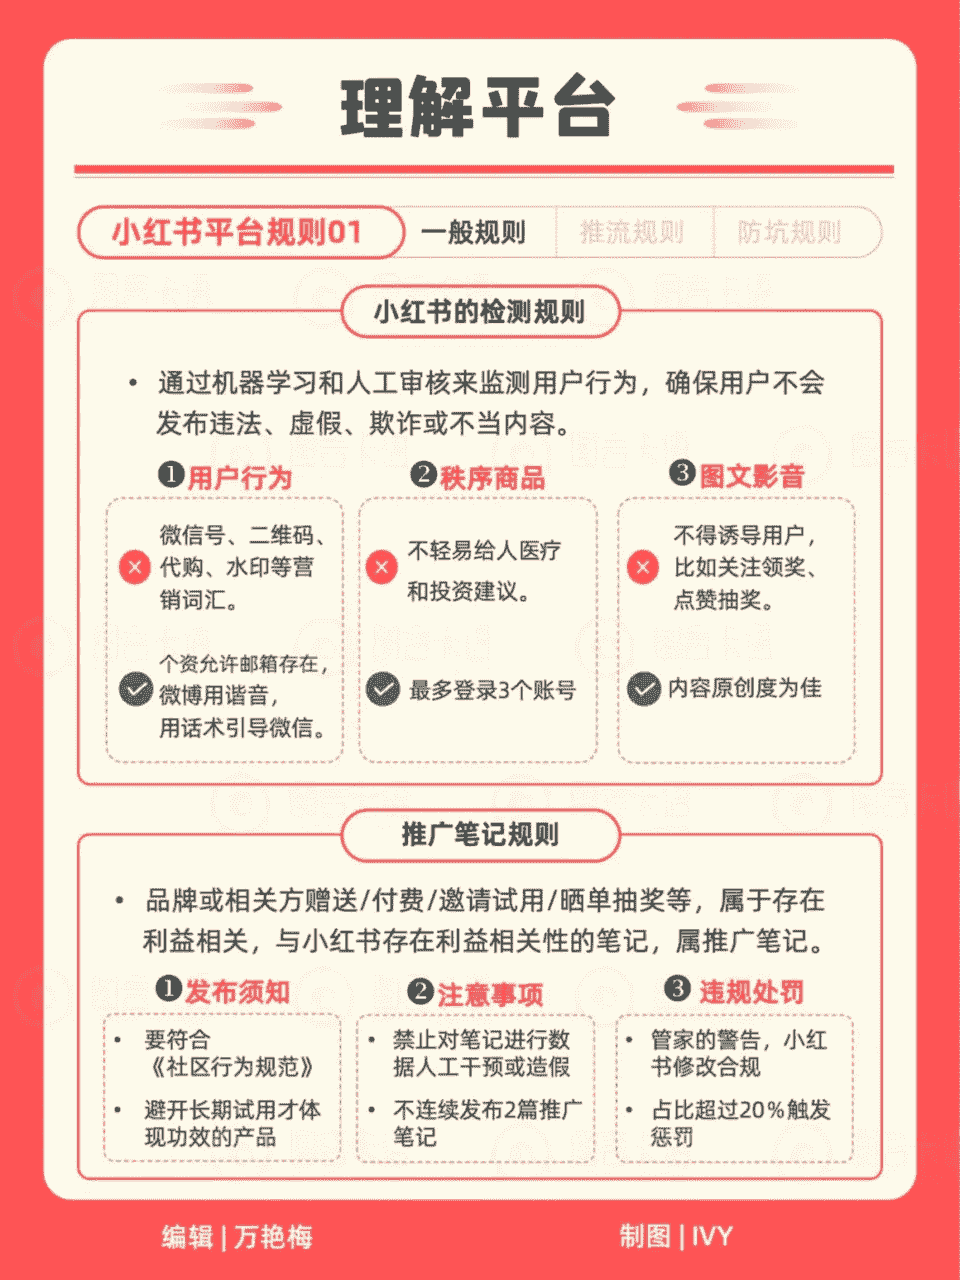 理解平台
小红书平台规则01 一般规则 推流规则 防坑规则
小红书的检测规则
• 通过机器学习和人工审核来监测用户行为，确保用户不会
发布违法、虚假、欺诈或不当内容。
❶用户行为
微信号、二维码、
代购、水印等营
销词汇。
个资允许邮箱存在，
微博用谐音，
用话术引导微信。
❷秩序商品
不轻易给人医疗
和投资建议。
最多登录3个账号
❸图文影音
不得诱导用户，
比如关注领奖、
点赞抽奖。
内容原创度为佳
推广笔记规则
• 品牌或相关方赠送/付费/邀请试用/晒单抽奖等，属于存在
利益相关，与小红书存在利益相关性的笔记，属推广笔记。
❶发布须知
• 要符合
《社区行为规范》
• 避开长期试用才体
现功效的产品
❷注意事项
• 禁止对笔记进行数
据人工干预或造假
• 不连续发布2篇推广
笔记
❸ 违规处罚
• 管家的警告，小红
书修改合规
• 占比超过20%触发
惩罚
编辑 | 万艳梅
制图 | IVY